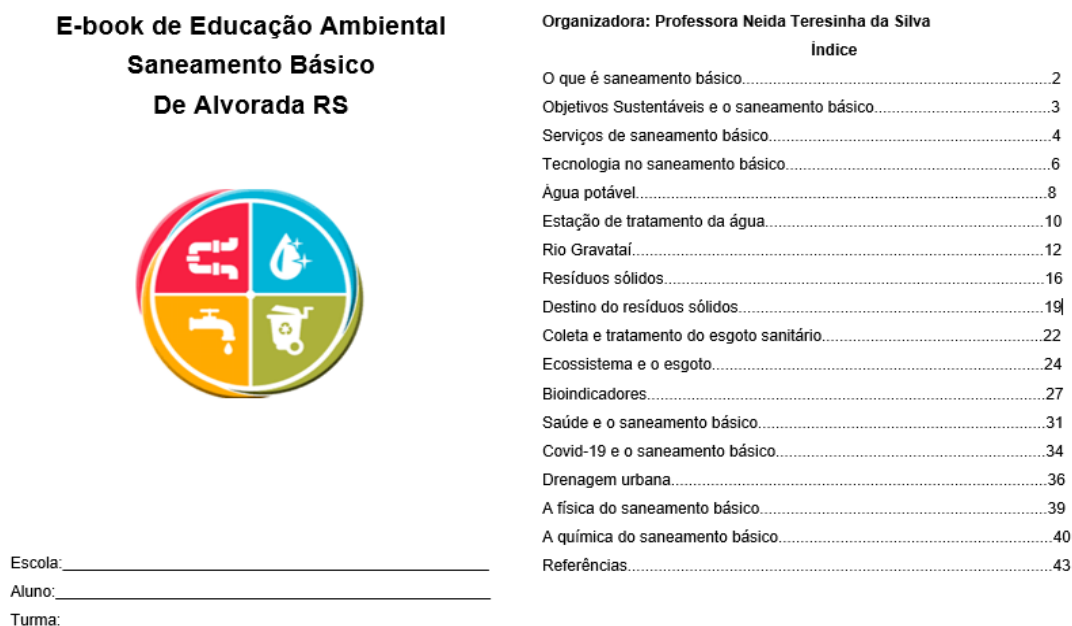 E-book de Educação Ambiental
Saneamento Básico
De Alvorada RS
Escola:________________________________________________
Aluno:_________________________________________________
Turma:
Organizadora: Professora Neida Teresinha da Silva
Índice
O que é saneamento básico....................................................................2
Objetivos Sustentáveis e o saneamento básico.......................................3
Serviços de saneamento básico..............................................................4
Tecnologia no saneamento básico..........................................................6
Água potável...........................................................................................8
Estação de tratamento da água.............................................................10
Rio Gravataí..........................................................................................12
Resíduos sólidos...................................................................................16
Destino do resíduos sólidos..................................................................19
Coleta e tratamento do esgoto sanitário................................................22
Ecossistema e o esgoto........................................................................24
Bioindicadores......................................................................................27
Saúde e o saneamento básico..............................................................31
Covid-19 e o saneamento básico..........................................................34
Drenagem urbana.................................................................................36
A física do saneamento básico..............................................................39
A química do saneamento básico..........................................................40
Referências...........................................................................................43